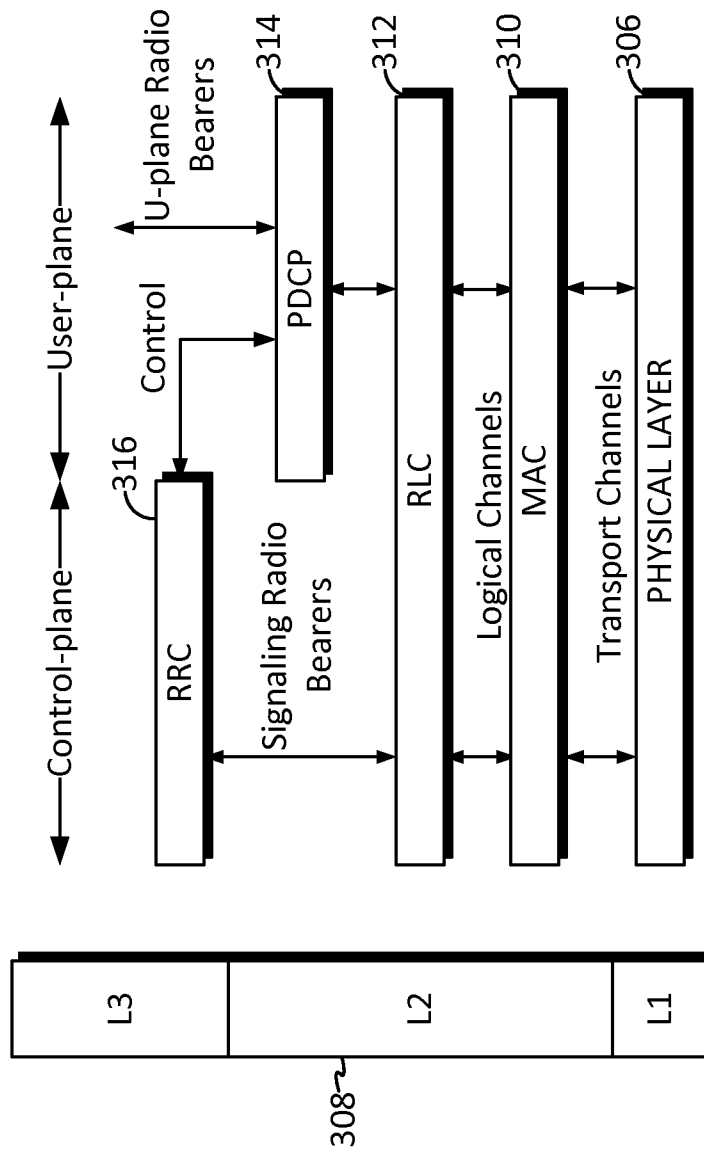 Control-plane
User-plane
L3
316
RRC
Control
U-plane Radio
Bearers
314
PDCP
308
L2
Signaling Radio
Bearers
312
RLC
Logical Channels
310
MAC
Transport Channels
306
L1
PHYSICAL LAYER